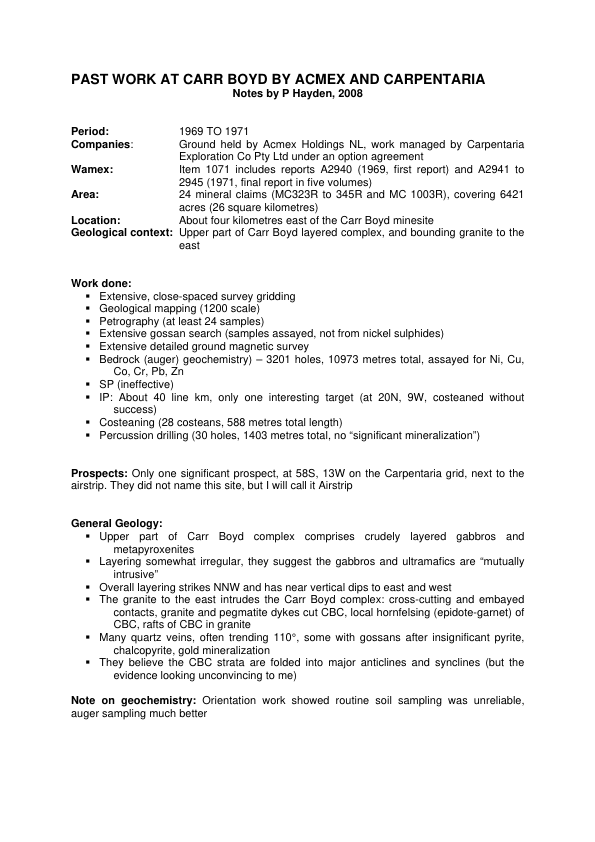 PAST WORK AT CARR BOYD BY ACMEX AND CARPENTARIA
Notes by P Hayden, 2008
Period: 1969 TO 1971
Companies: Ground held by Acmex Holdings NL, work managed by Carpentaria
Exploration Co Pty Ltd under an option agreement
Wamex: Item 1071 includes reports A2940 (1969, first report) and A2941 to
2945 (1971, final report in five volumes)
Area: 24 mineral claims (MC323R to 345R and MC 1003R), covering 6421
acres (26 square kilometres)
Location: About four kilometres east of the Carr Boyd minesite
Geological context: Upper part of Carr Boyd layered complex, and bounding granite to the
east
Work done:
▪ Extensive, close-spaced survey gridding
▪ Geological mapping (1200 scale)
▪ Petrography (at least 24 samples)
▪ Extensive gossan search (samples assayed, not from nickel sulphides)
▪ Extensive detailed ground magnetic survey
▪ Bedrock (auger) geochemistry) – 3201 holes, 10973 metres total, assayed for Ni, Cu,
Co, Cr, Pb, Zn
▪ SP (ineffective)
▪ IP: About 40 line km, only one interesting target (at 20N, 9W, costeaned without
success)
▪ Costeaning (28 costeans, 588 metres total length)
▪ Percussion drilling (30 holes, 1403 metres total, no “significant mineralization”)
Prospects: Only one significant prospect, at 58S, 13W on the Carpentaria grid, next to the
airstrip. They did not name this site, but I will call it Airstrip
General Geology:
▪ Upper part of Carr Boyd complex comprises crudely layered gabbros and
metapyroxenites
▪ Layering somewhat irregular, they suggest the gabbros and ultramafics are “mutually
intrusive”
▪ Overall layering strikes NNW and has near vertical dips to east and west
▪ The granite to the east intrudes the Carr Boyd complex: cross-cutting and embayed
contacts, granite and pegmatite dykes cut CBC, local hornfelsing (epidote-garnet) of
CBC, rafts of CBC in granite
▪ Many quartz veins, often trending 110°, some with gossans after insignificant pyrite,
chalcopyrite, gold mineralization
▪ They believe the CBC strata are folded into major anticlines and synclines (but the
evidence looking unconvincing to me)
Note on geochemistry: Orientation work showed routine soil sampling was unreliable,
auger sampling much better